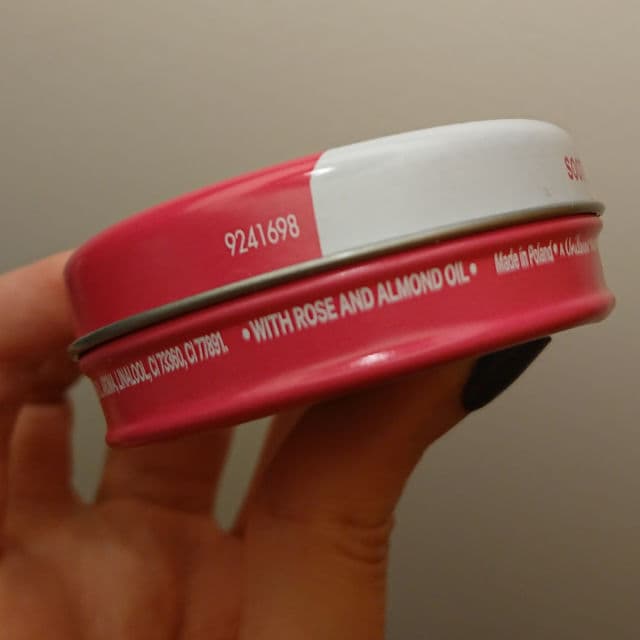 9241698
LINALOOL, CI 73360, CI 77891. •WITH ROSE AND ALMOND OIL• Made in Poland•